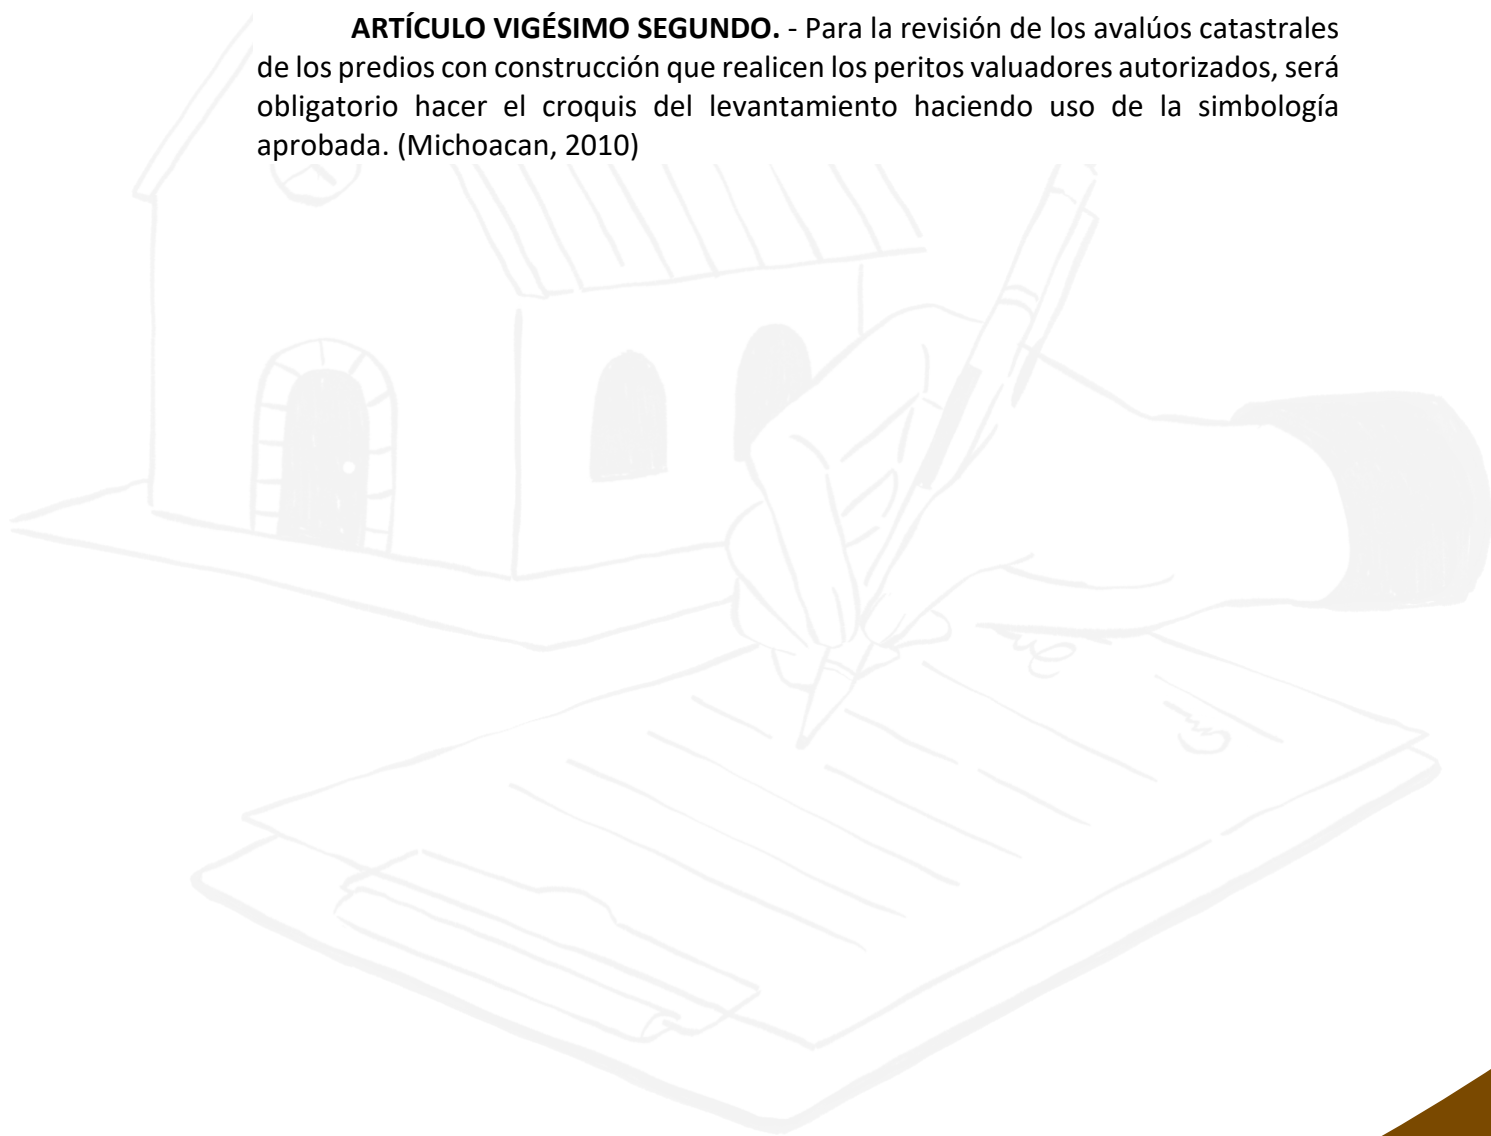 ARTÍCULO VIGÉSIMO SEGUNDO. - Para la revisión de los avalúos catastrales
de los predios con construcción que realicen los peritos valuadores autorizados, será
obligatorio hacer el croquis del levantamiento haciendo uso de la simbología
aprobada. (Michoacan, 2010)